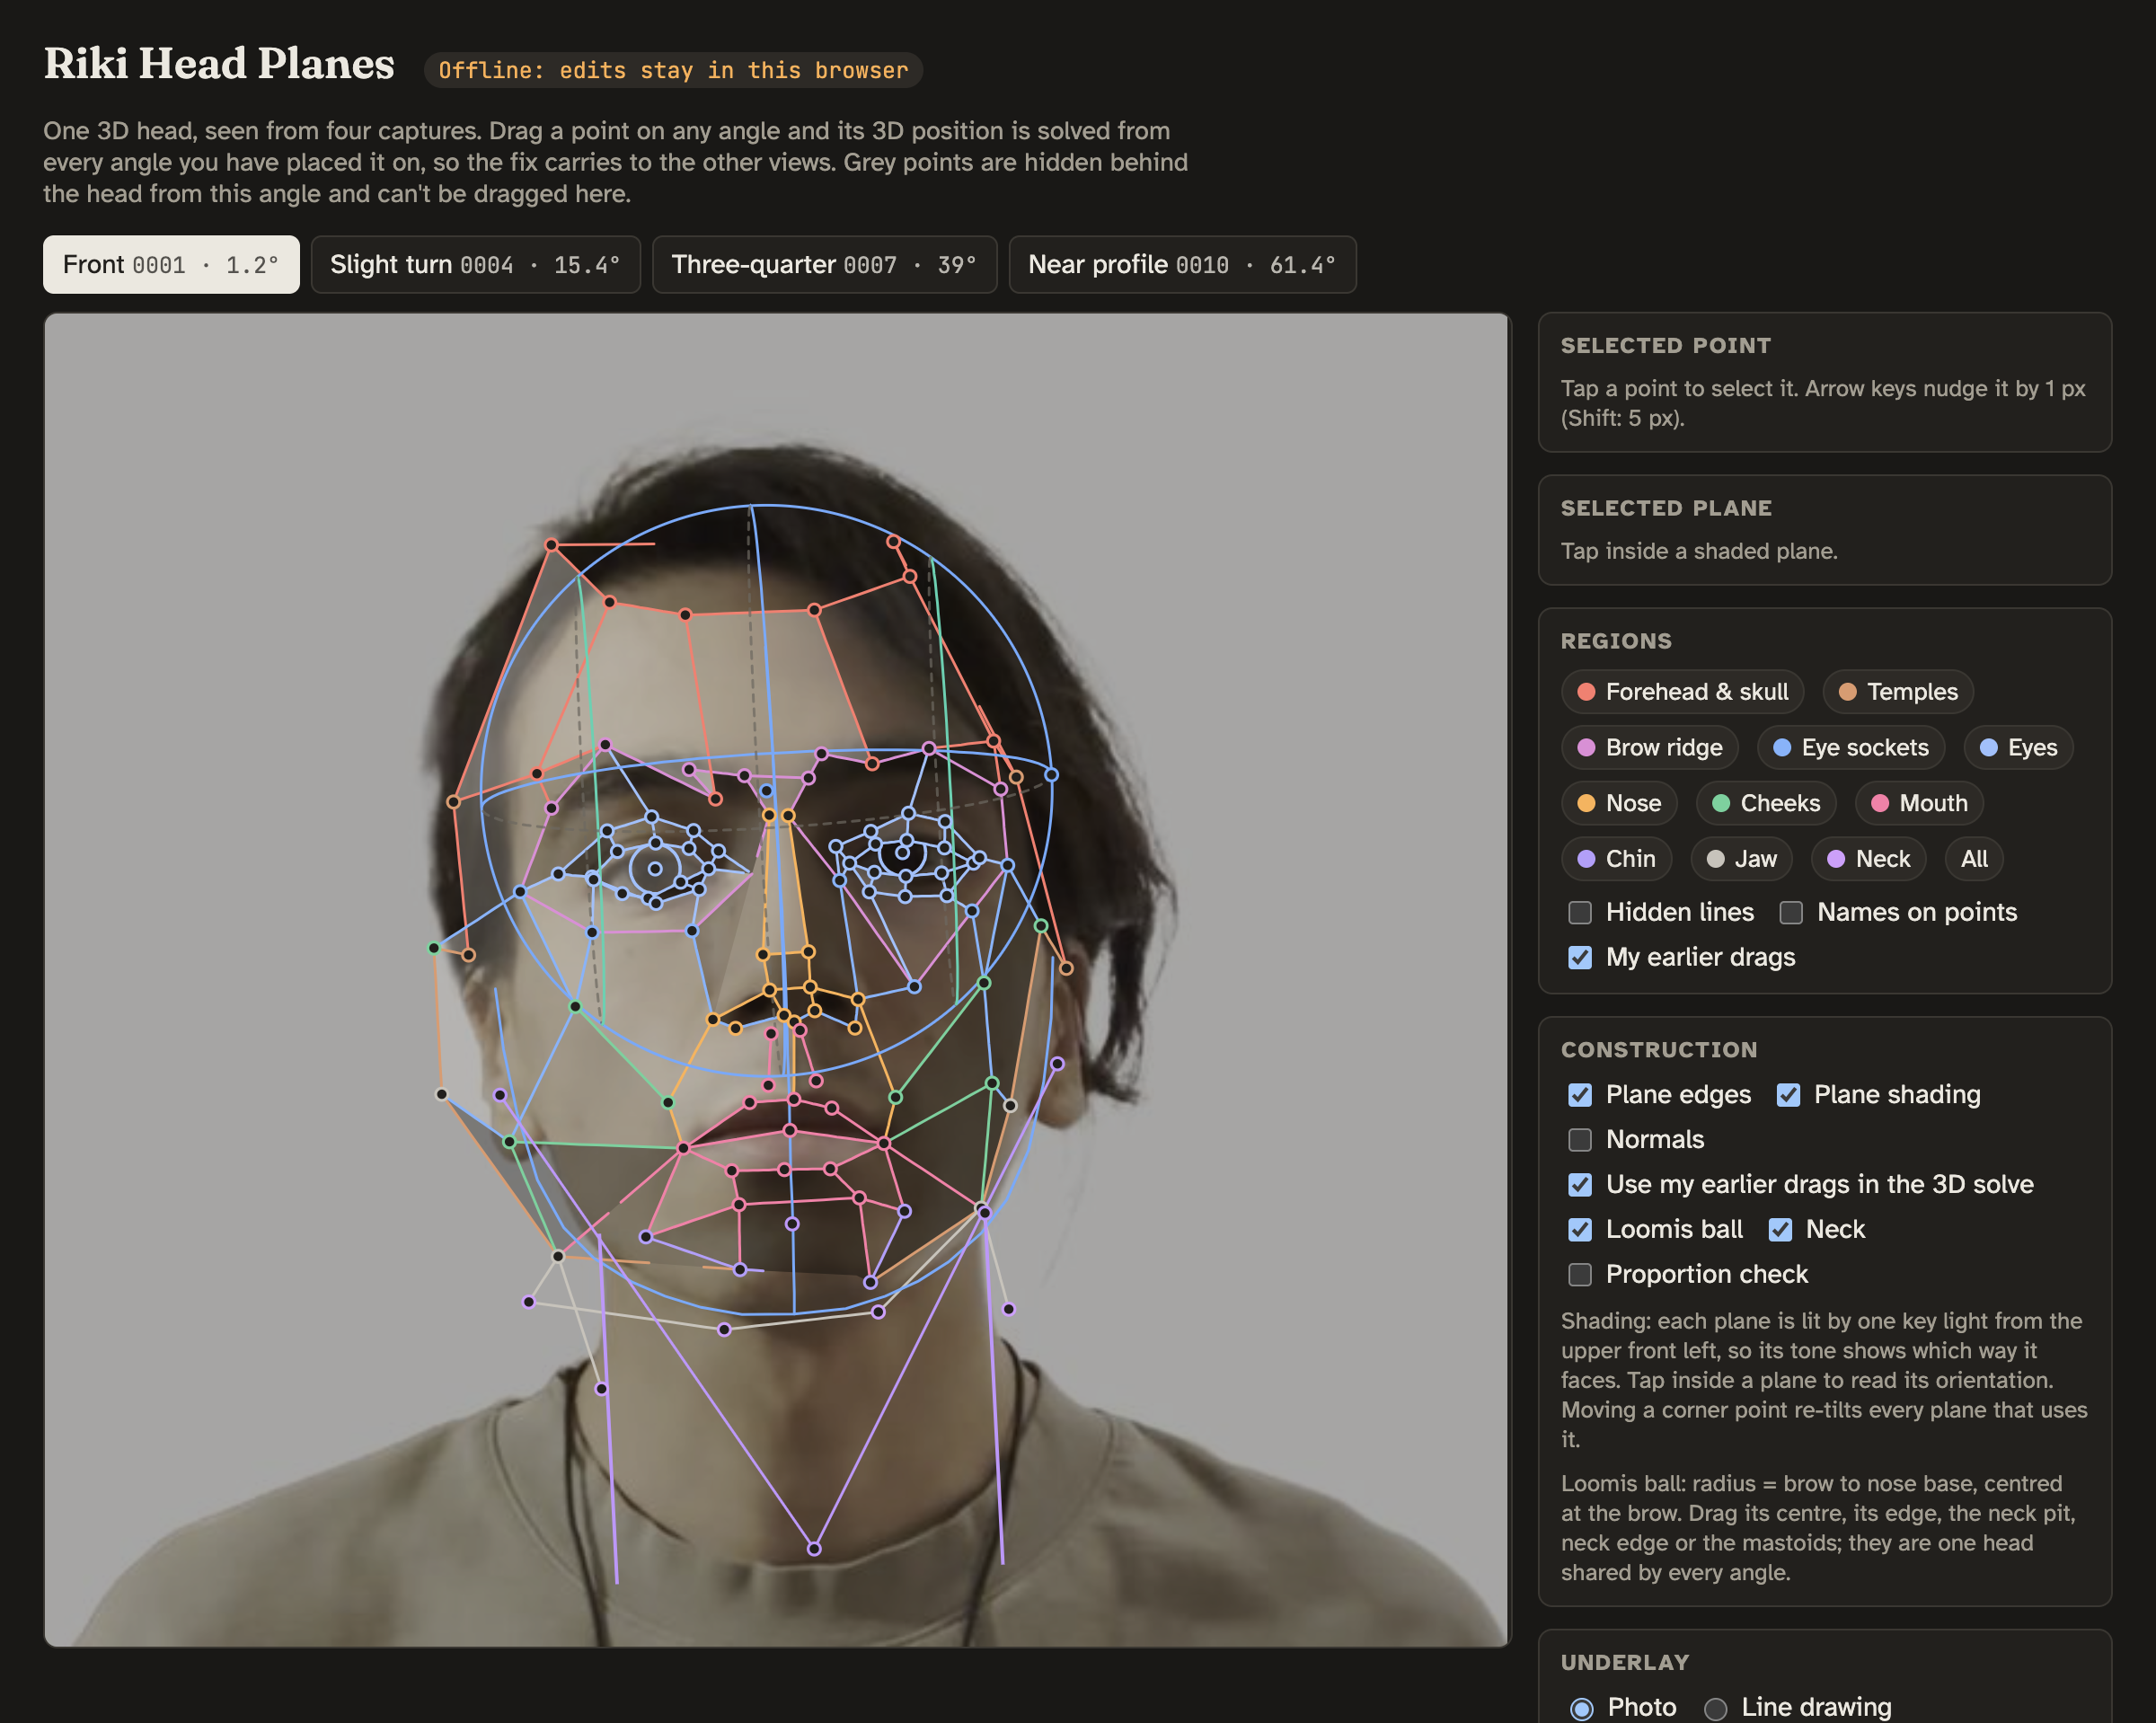 Riki Head Planes
Offline: edits stay in this browser
One 3D head, seen from four captures. Drag a point on any angle and its 3D position is solved from
every angle you have placed it on, so the fix carries to the other views. Grey points are hidden behind
the head from this angle and can't be dragged here.
Front 0001 · 1.2°
Slight turn 0004 · 15.4°
Three-quarter 0007 · 39°
Near profile 0010 · 61.4°
SELECTED POINT
Tap a point to select it. Arrow keys nudge it by 1 px
(Shift: 5 px).
SELECTED PLANE
Tap inside a shaded plane.
REGIONS
Forehead & skull
Temples
Brow ridge
Eye sockets
Eyes
Nose
Cheeks
Mouth
Chin
Jaw
Neck
All
Hidden lines
Names on points
My earlier drags
CONSTRUCTION
Plane edges
Plane shading
Normals
Use my earlier drags in the 3D solve
Loomis ball
Neck
Proportion check
Shading: each plane is lit by one key light from the
upper front left, so its tone shows which way it
faces. Tap inside a plane to read its orientation.
Moving a corner point re-tilts every plane that uses
it.
Loomis ball: radius = brow to nose base, centred
at the brow. Drag its centre, its edge, the neck pit,
neck edge or the mastoids; they are one head
shared by every angle.
UNDERLAY
Photo
Line drawing